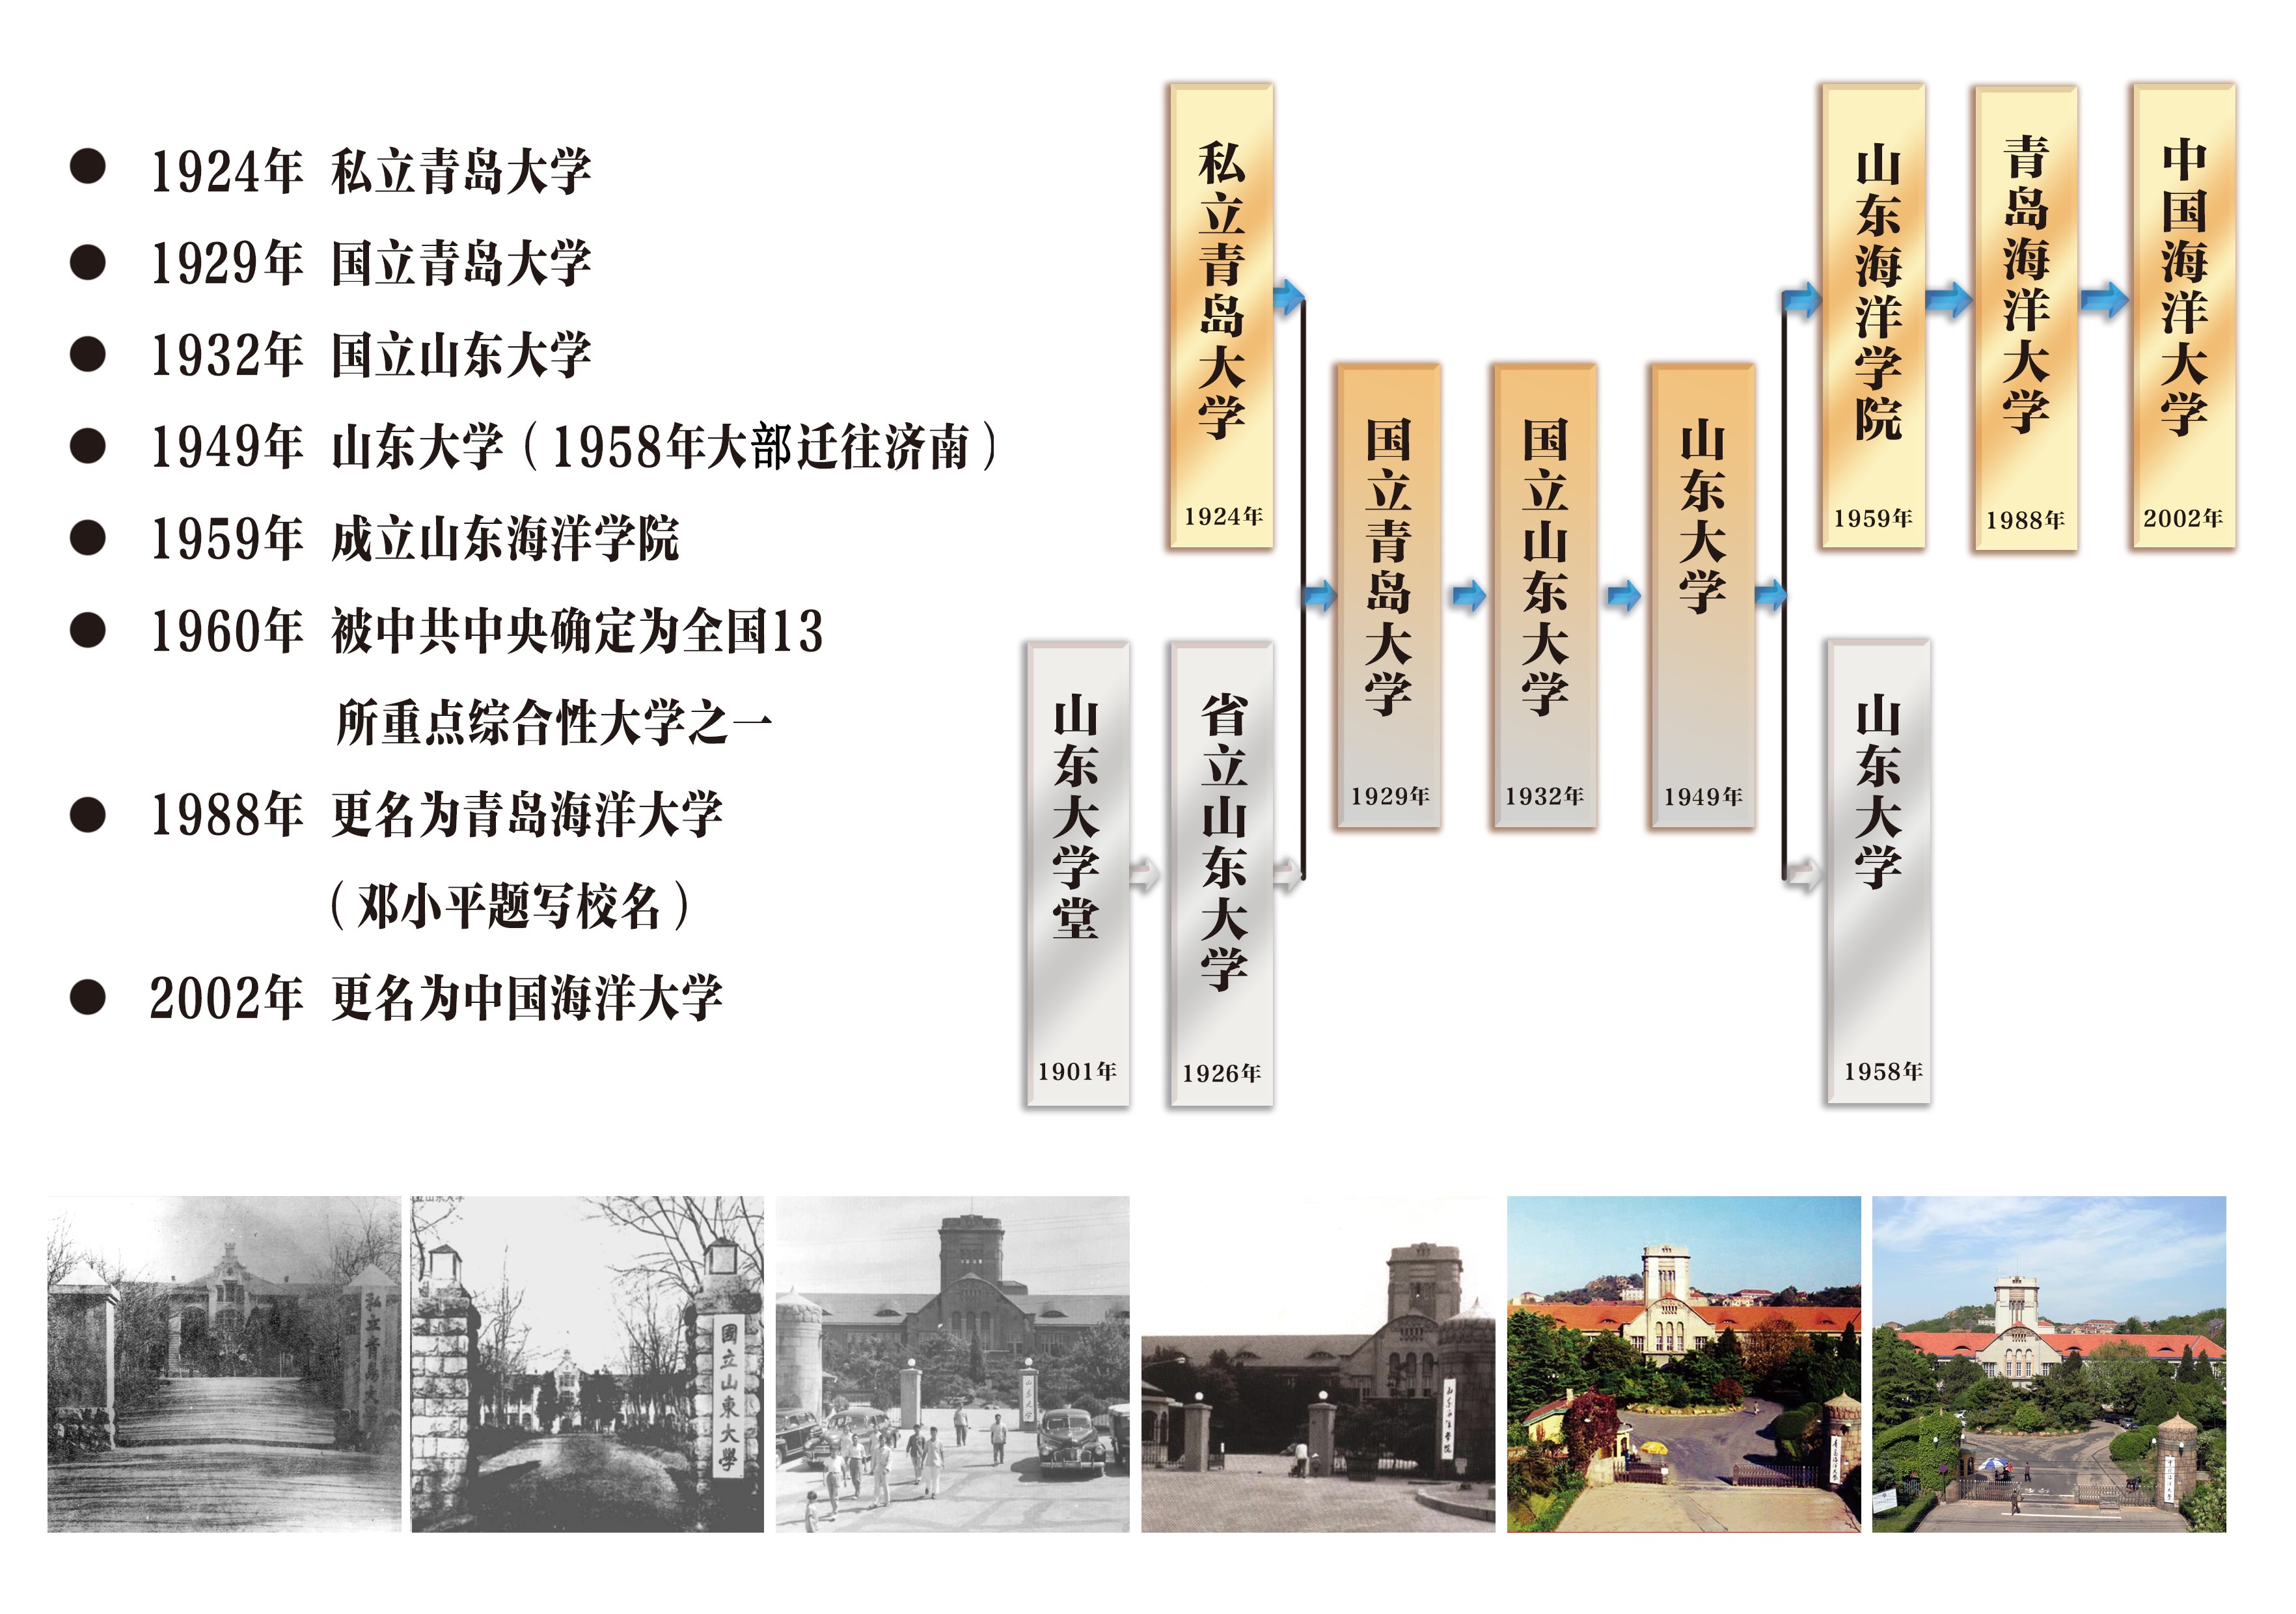 1924年 私立青岛大学
1929年 国立青岛大学
1932年 国立山东大学
1949年 山东大学（1958年大部迁往济南）
1959年 成立山东海洋学院
1960年 被中共中央确定为全国13
所重点综合性大学之一
1988年 更名为青岛海洋大学
（邓小平题写校名）
2002年 更名为中国海洋大学
私立青岛大学
1924年
山东大学堂
1901年
省立山东大学
1926年
国立青岛大学
1929年
国立山东大学
1932年
山东大学
1949年
山东海洋学院
1959年
青岛海洋大学
1988年
中国海洋大学
2002年
山东大学
1958年
私立青島大學
國立山東大學